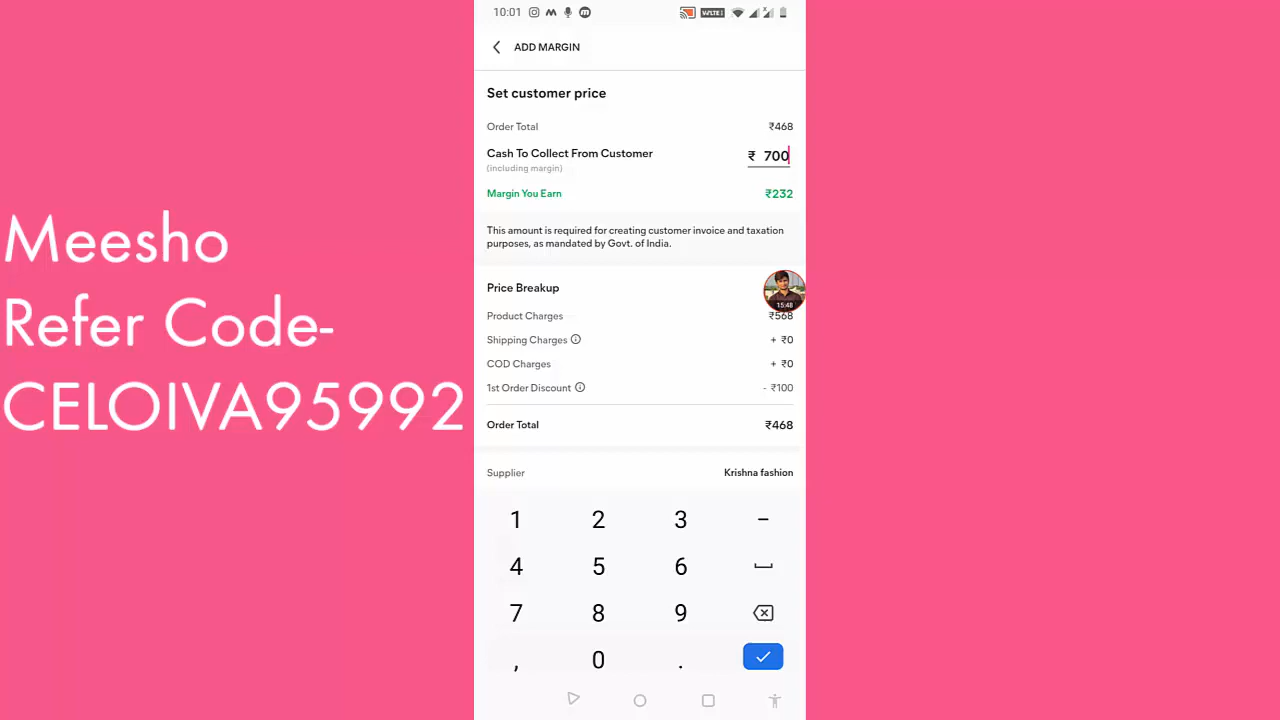 Meesho
Refer Code-
CELOIVA95992
10:01
VoLTE
ADD MARGIN
Set customer price
Order Total ₹468
Cash To Collect From Customer ₹ 700
(including margin)
Margin You Earn ₹232
This amount is required for creating customer invoice and taxation
purposes, as mandated by Govt. of India.
Price Breakup
15:48
Product Charges ₹568
Shipping Charges + ₹0
COD Charges + ₹0
1st Order Discount - ₹100
Order Total ₹468
Supplier Krishna fashion
1 2 3 -
4 5 6
7 8 9
, 0 .